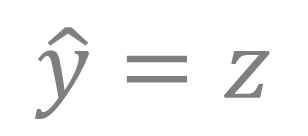 ŷ = z